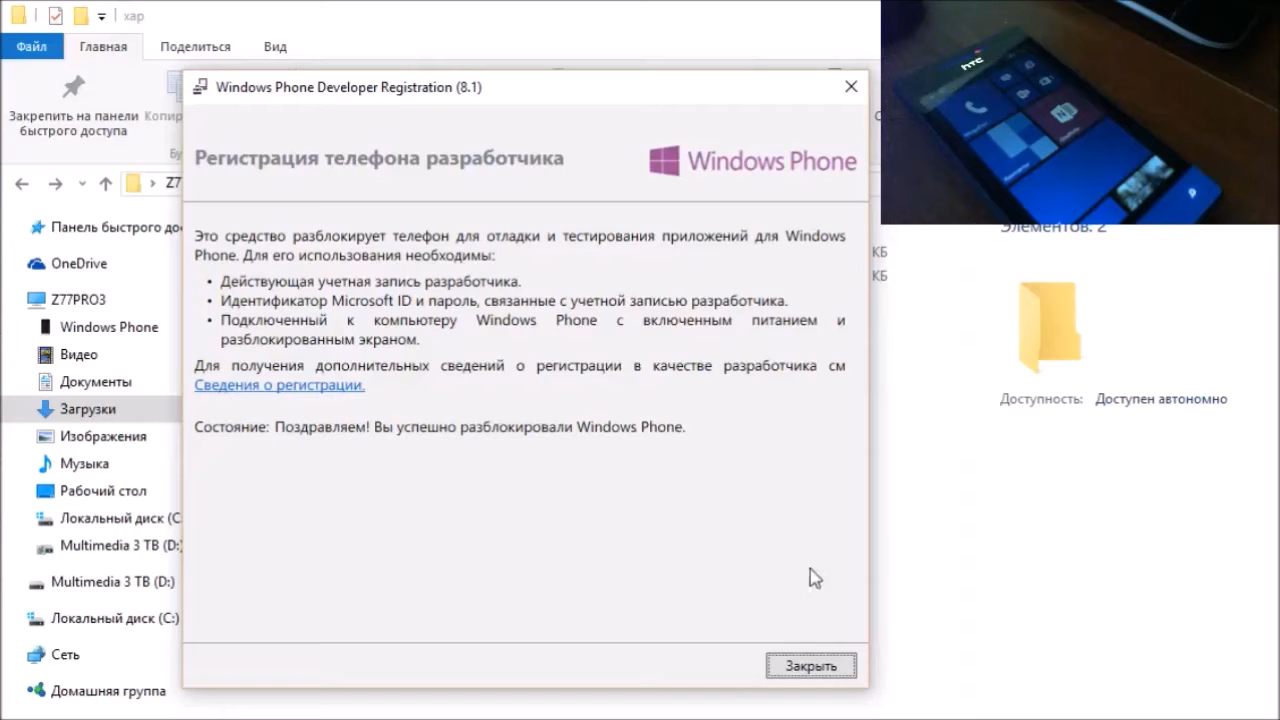 хар
Файл
Главная
Поделиться
Вид
Закрепить на панели
быстрого доступа
Z77
Windows Phone Developer Registration (8.1)
Регистрация телефона разработчика
Windows Phone
Это средство разблокирует телефон для отладки и тестирования приложений для Windows
Phone. Для его использования необходимы:
• Действующая учетная запись разработчика.
• Идентификатор Microsoft ID и пароль, связанные с учетной записью разработчика.
• Подключенный к компьютеру Windows Phone с включенным питанием и
разблокированным экраном.
Для получения дополнительных сведений о регистрации в качестве разработчика см
Сведения о регистрации.
Состояние: Поздравляем! Вы успешно разблокировали Windows Phone.
Закрыть
Панель быстрого до
OneDrive
Z77PRO3
Windows Phone
Видео
Документы
Загрузки
Изображения
Музыка
Рабочий стол
Локальный диск (C
Multimedia 3 TB (D:)
Multimedia 3 TB (D:)
Локальный диск (C:)
Сеть
Домашняя группа
КБ
КБ
hTC
Элементов: 2
Доступность: Доступен автономно